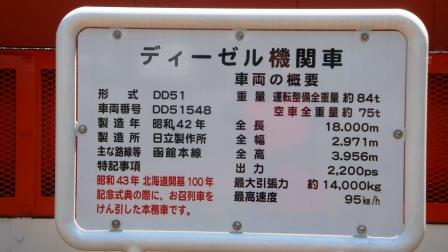 ディーゼル機関車
車両の概要
形式 DD51
車両番号 DD51548
製造年 昭和42年
製造所 日立製作所
主な路線等 函館本線
特記事項
昭和43年 北海道開基100年
記念式典の際に、お召列車を
けん引した本務車です。
重量 運転整備全重量 約84t
空車全重量 約75t
全長 18.000m
全幅 2.971m
全高 3.956m
出力 2,200ps
最大引張力 約14,000kg
最高速度 95㎞/h